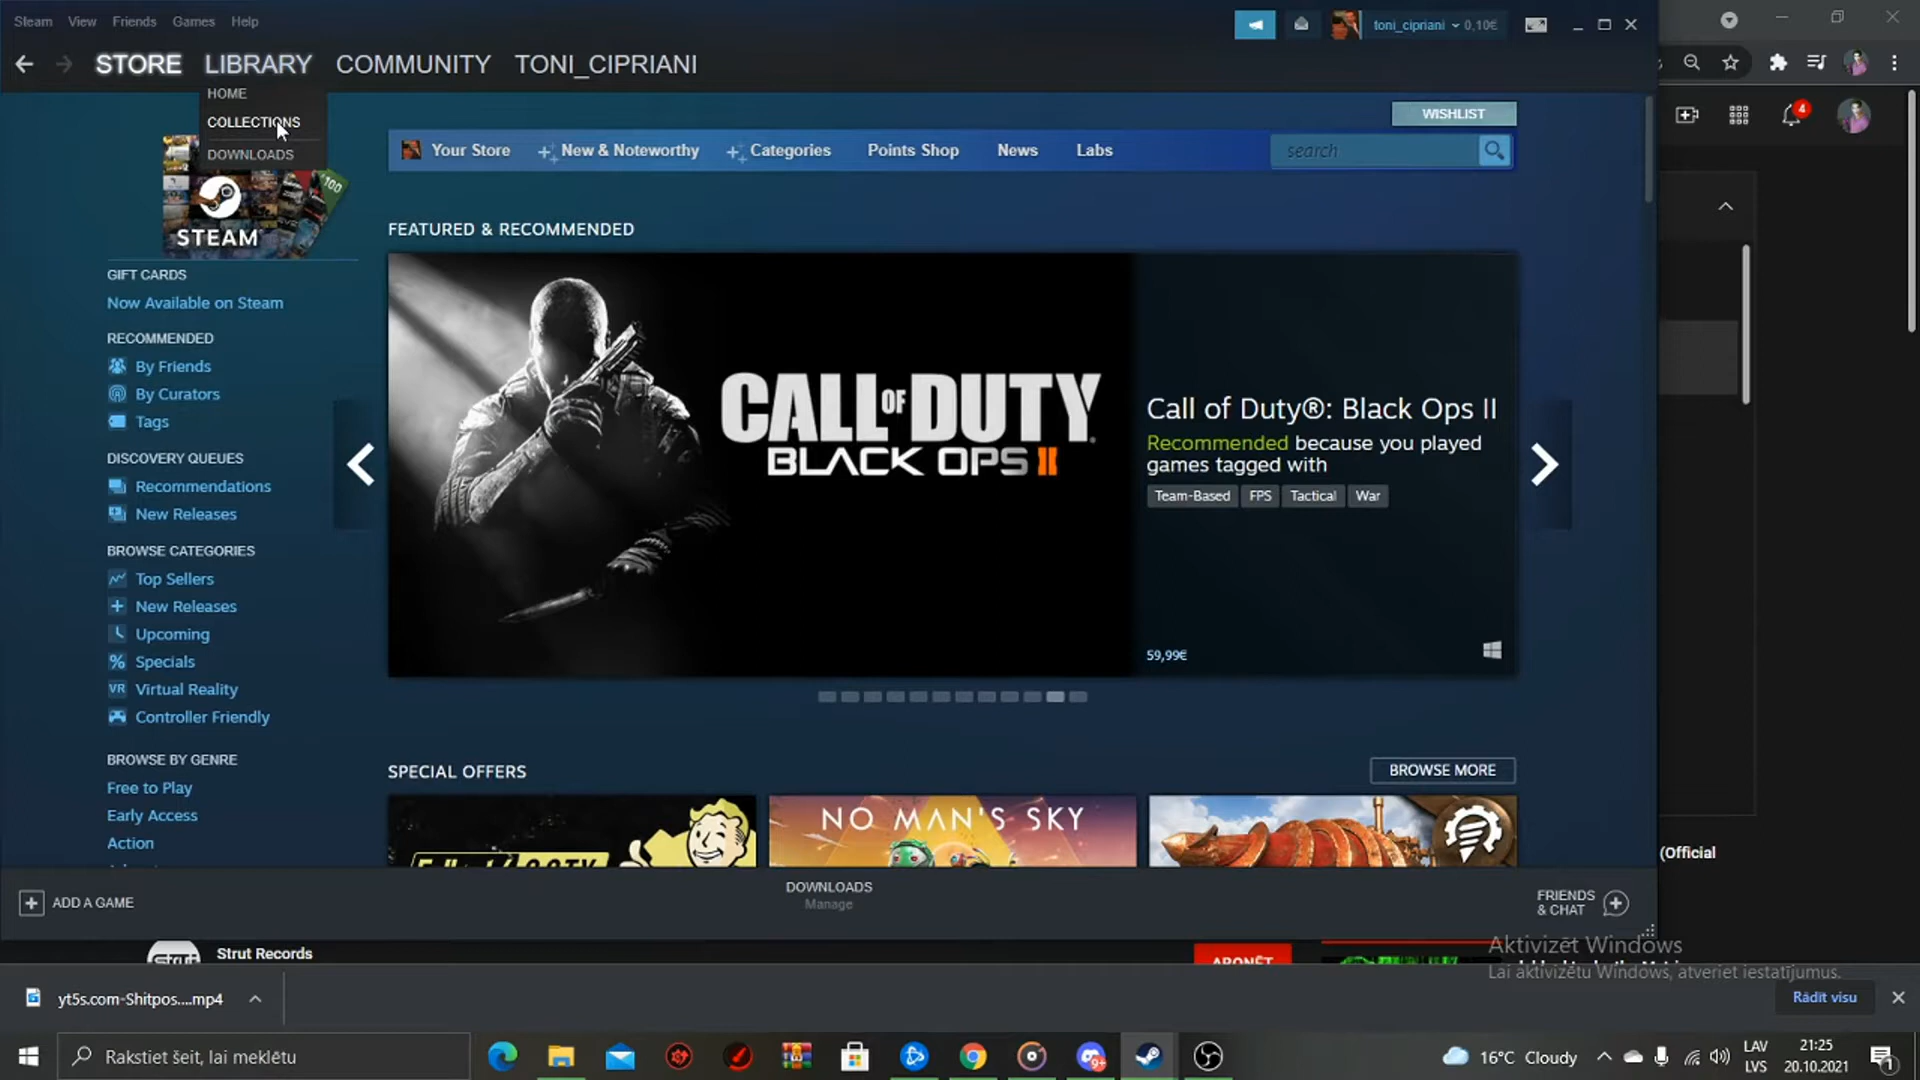 Steam View Friends Games Help
toni_cipriani 0,10€
STORE LIBRARY COMMUNITY TONI_CIPRIANI
HOME
COLLECTIONS
DOWNLOADS
WISHLIST
Your Store New & Noteworthy Categories Points Shop News Labs search
4
100
STEAM
FEATURED & RECOMMENDED
GIFT CARDS
Now Available on Steam
RECOMMENDED
By Friends
By Curators
Tags
DISCOVERY QUEUES
Recommendations
New Releases
BROWSE CATEGORIES
Top Sellers
New Releases
Upcoming
Specials
VR Virtual Reality
Controller Friendly
BROWSE BY GENRE
Free to Play
Early Access
Action
CALL OF DUTY
BLACK OPS II
Call of Duty®: Black Ops II
Recommended because you played
games tagged with
Team-Based FPS Tactical War
59,99€
SPECIAL OFFERS
BROWSE MORE
NO MAN'S SKY
(Official
ADD A GAME
DOWNLOADS
Manage
FRIENDS
& CHAT
Strut Records
ABONĒT
Aktivizēt Windows
Lai aktivizētu Windows, atveriet iestatījumus.
yt5s.com-Shitpos....mp4
Rādīt visu
Rakstiet šeit, lai meklētu
9+
16°C Cloudy
LAV
LVS
21:25
20.10.2021
1